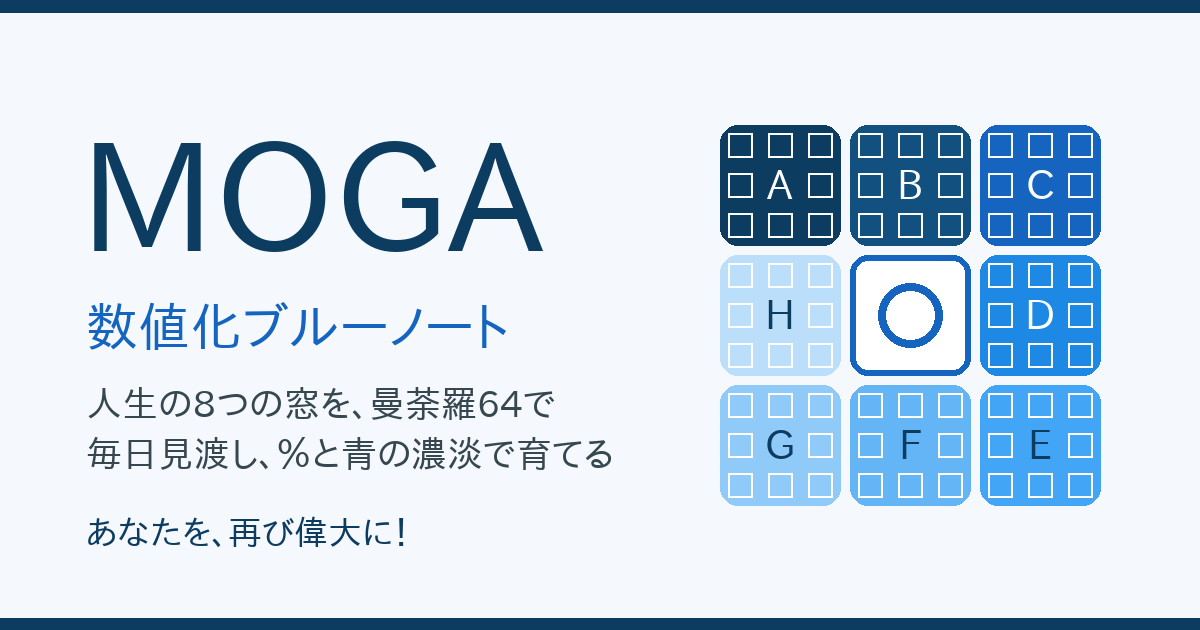 MOGA
数値化ブルーノート
人生の8つの窓を、曼荼羅64で
毎日見渡し、%と青の濃淡で育てる
あなたを、再び偉大に！
A B C
H D
G F E